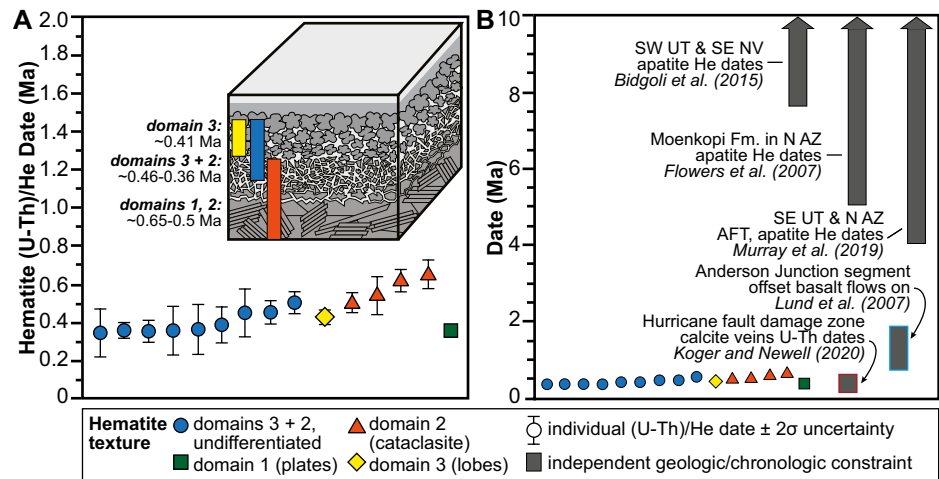 A
B
Hematite (U-Th)/He Date (Ma)
2.0
1.8
1.6
1.4
1.2
1.0
0.8
0.6
0.4
0.2
0
domain 3:
~0.41 Ma
domains 3 + 2:
~0.46-0.36 Ma
domains 1, 2:
~0.65-0.5 Ma
Date (Ma)
10
8
6
4
2
0
SW UT & SE NV
apatite He dates
Bidgoli et al. (2015)
Moenkopi Fm. in N AZ
apatite He dates
Flowers et al. (2007)
SE UT & N AZ
AFT, apatite He dates
Murray et al. (2019)
Anderson Junction segment
offset basalt flows on
Lund et al. (2007)
Hurricane fault damage zone
calcite veins U-Th dates
Koger and Newell (2020)
Hematite
texture
domains 3 + 2,
undifferentiated
domain 1 (plates)
domain 2
(cataclasite)
domain 3 (lobes)
individual (U-Th)/He date ± 2σ uncertainty
independent geologic/chronologic constraint